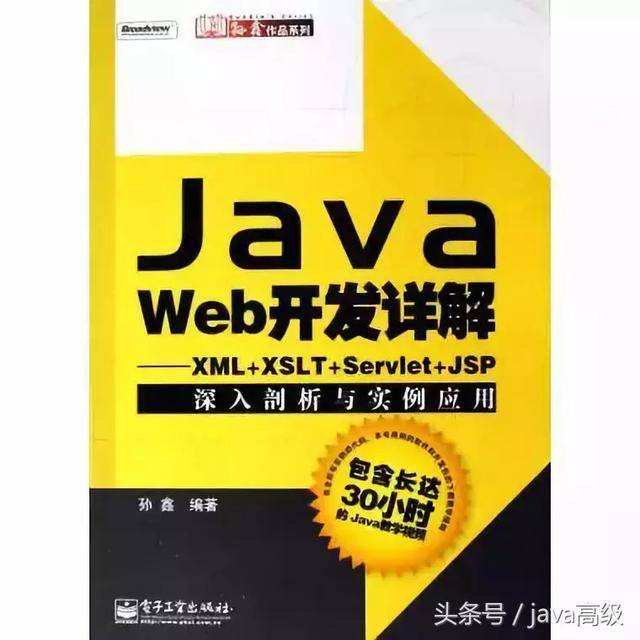 Broadview
孙鑫作品系列
Java
Web开发详解
——XML+XSLT+Servlet+JSP
深入剖析与实例应用
包含长达
30小时
的Java教学视频
孙鑫 编著
电子工业出版社
头条号/java高级